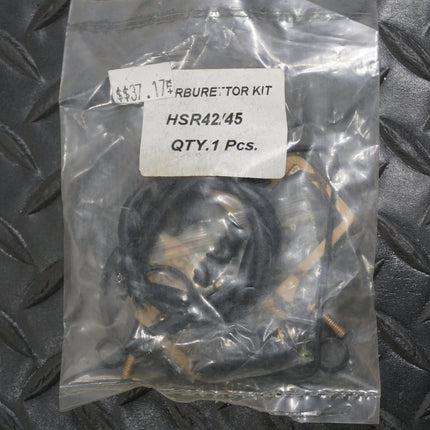 $$37.17¢
RBURETTOR KIT
HSR42/45
QTY.1 Pcs.